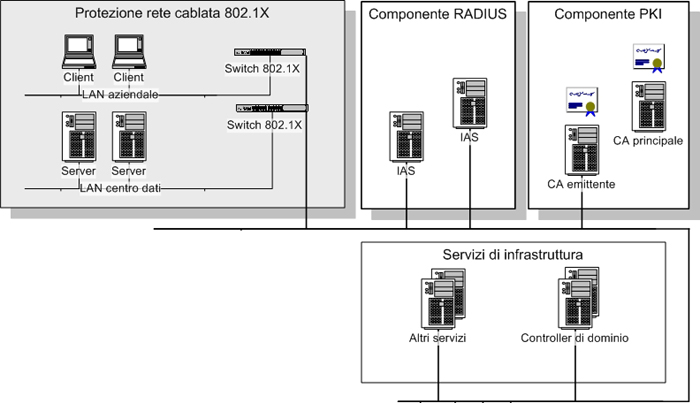 Protezione rete cablata 802.1X
Client
Client
Switch 802.1X
LAN aziendale
Switch 802.1X
Server
Server
LAN centro dati
Componente RADIUS
IAS
IAS
Componente PKI
CA principale
CA emittente
Servizi di infrastruttura
Altri servizi
Controller di dominio